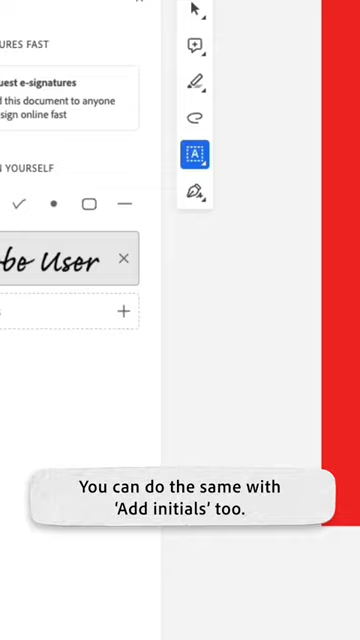 URES FAST
uest e-signatures
d this document to anyone
sign online fast
N YOURSELF
be User
A
You can do the same with
‘Add initials’ too.